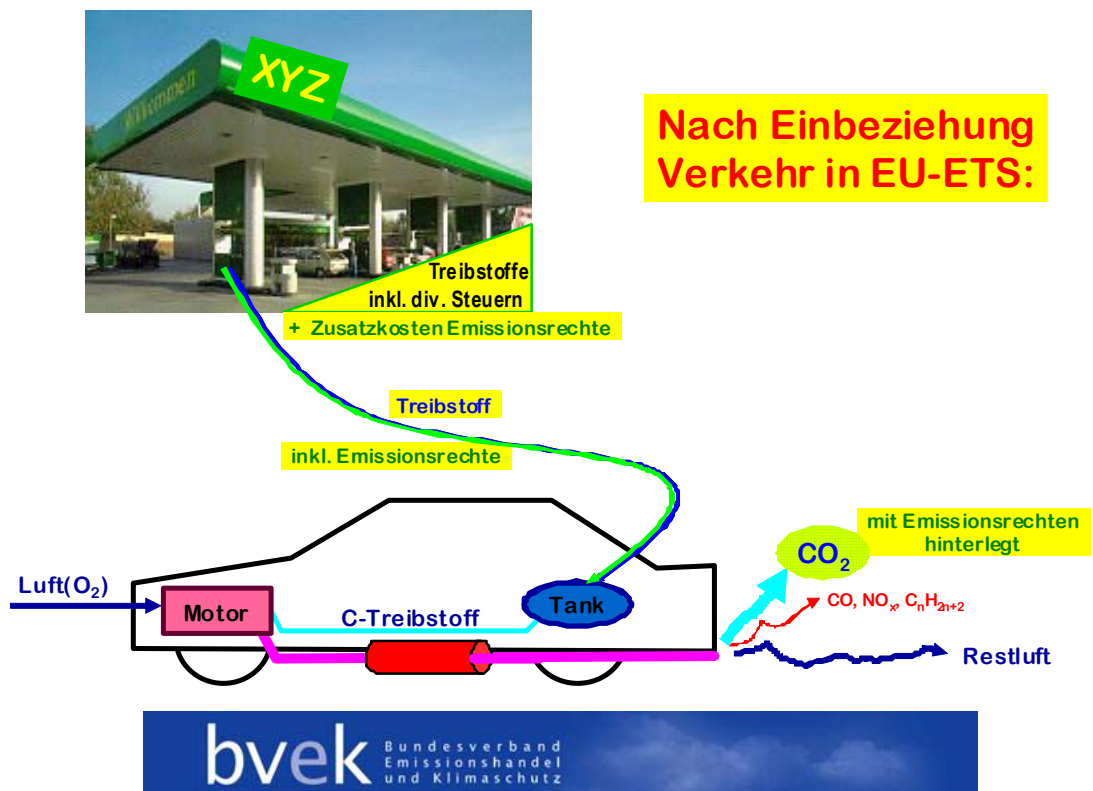 Willkommen
XYZ
Nach Einbeziehung
Verkehr in EU-ETS:
Treibstoffe
inkl. div. Steuern
+ Zusatzkosten Emissionsrechte
Treibstoff
inkl. Emissionsrechte
mit Emissionsrechten
hinterlegt
CO₂
Luft(O₂)
CO, NOₓ, CₙH₂ₙ₊₂
Motor
Tank
C-Treibstoff
Restluft
bvek
Bundesverband
Emissionshandel
und Klimaschutz